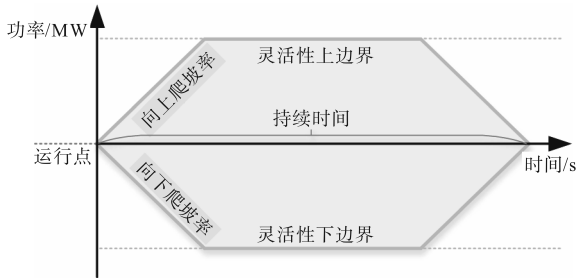 功率/MW
灵活性上边界
向上爬坡率
持续时间
运行点
时间/s
向下爬坡率
灵活性下边界